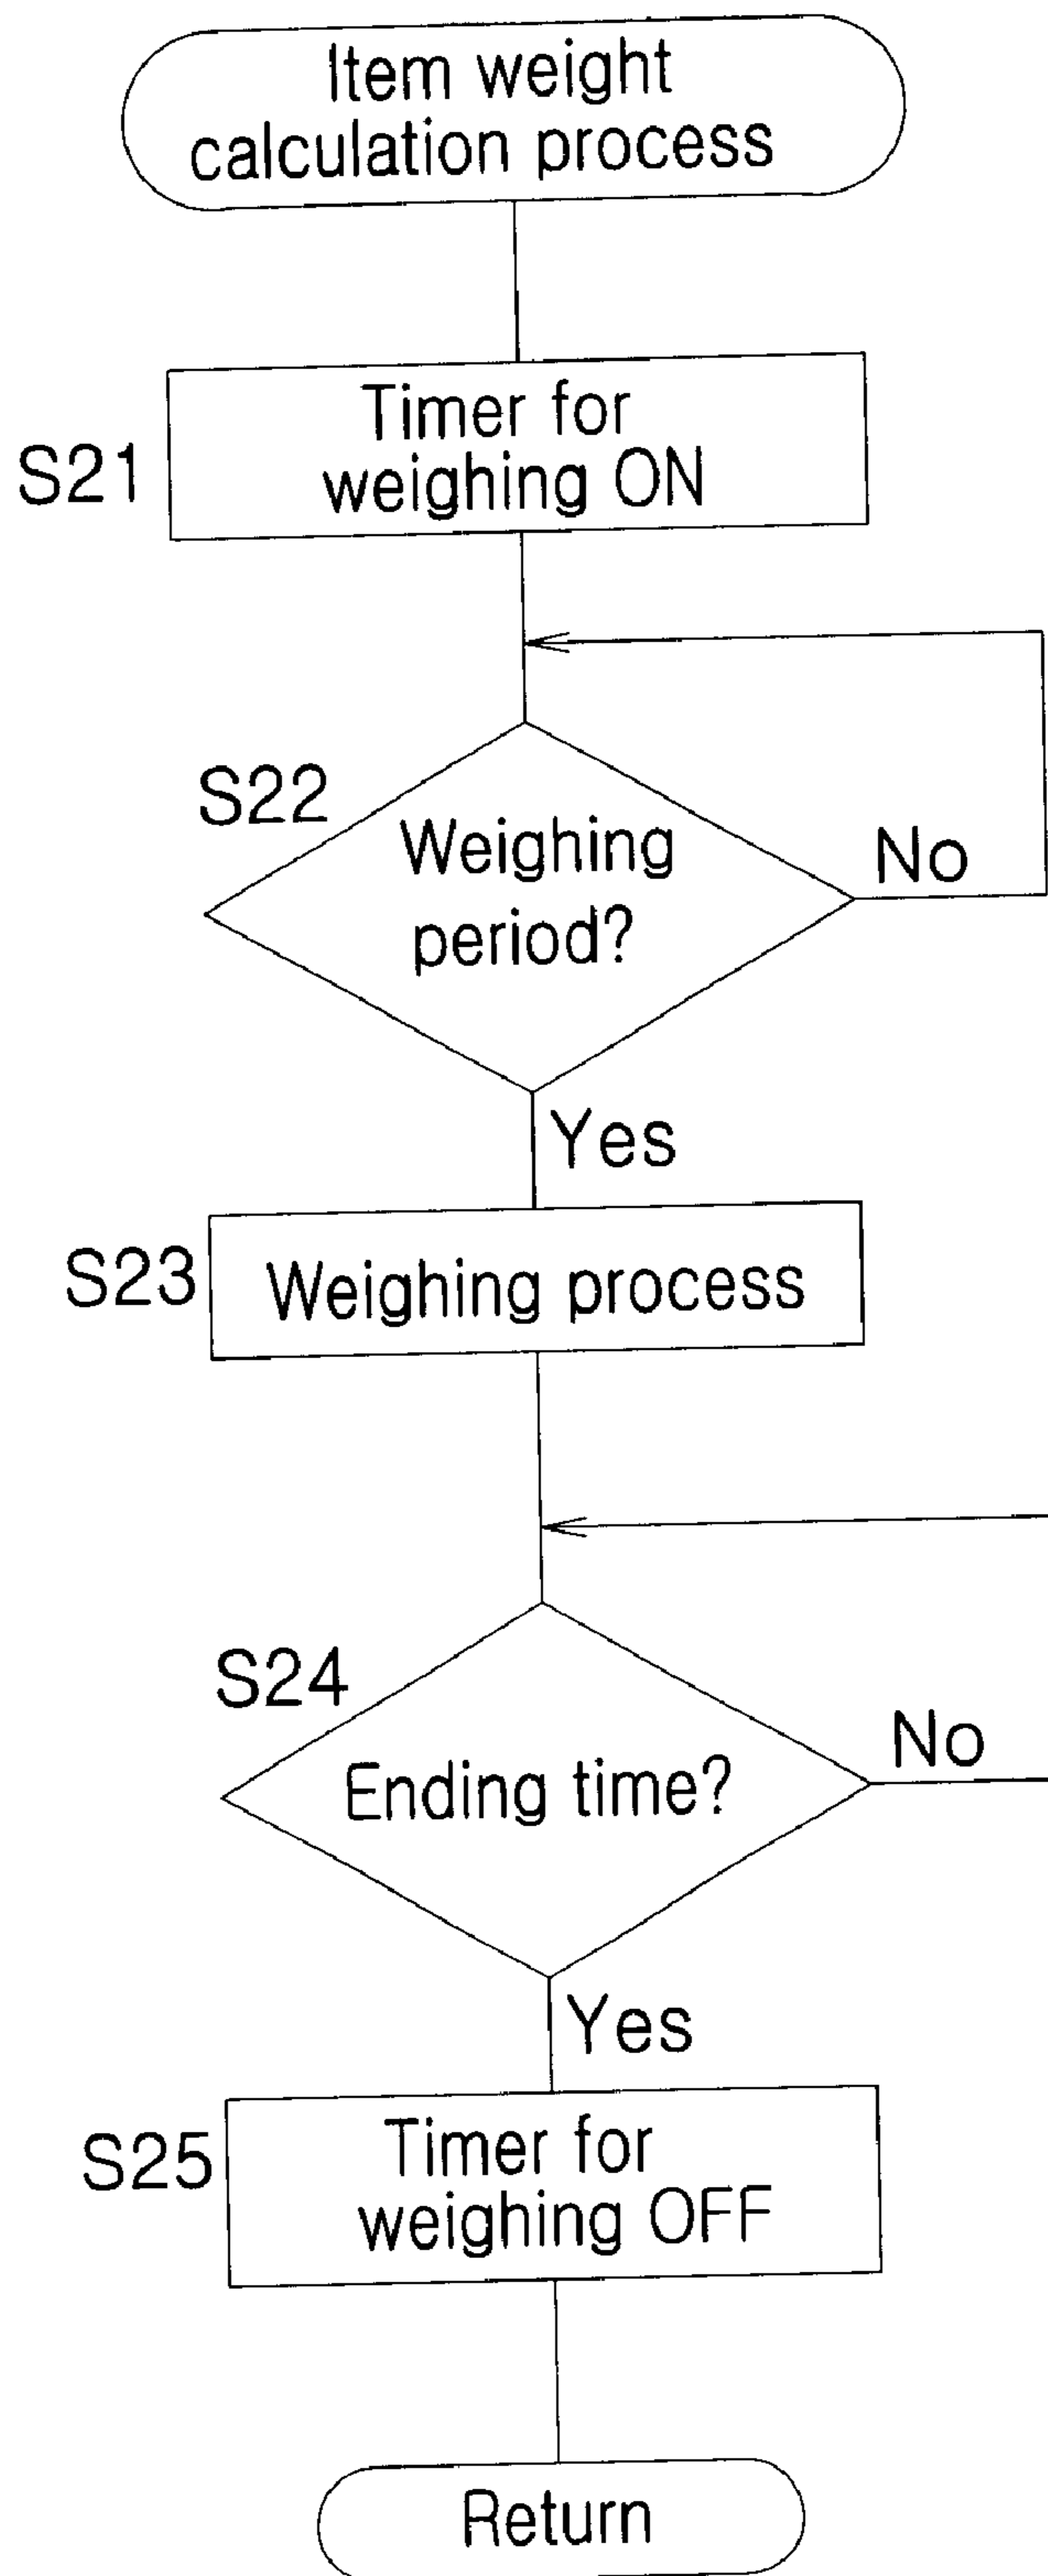 Item weight
calculation process
S21
Timer for
weighing ON
S22
Weighing
period?
No
Yes
S23
Weighing process
S24
Ending time?
No
Yes
S25
Timer for
weighing OFF
Return